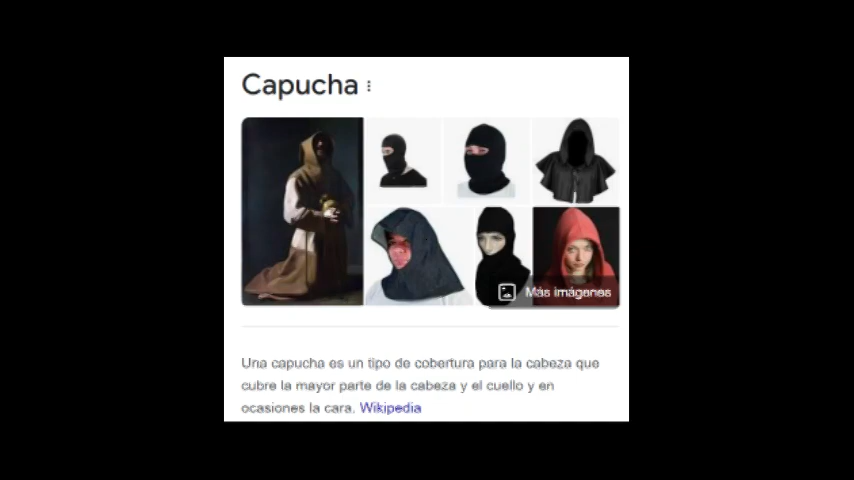 Capucha
Más imágenes
Una capucha es un tipo de cobertura para la cabeza que
cubre la mayor parte de la cabeza y el cuello y en
ocasiones la cara. Wikipedia